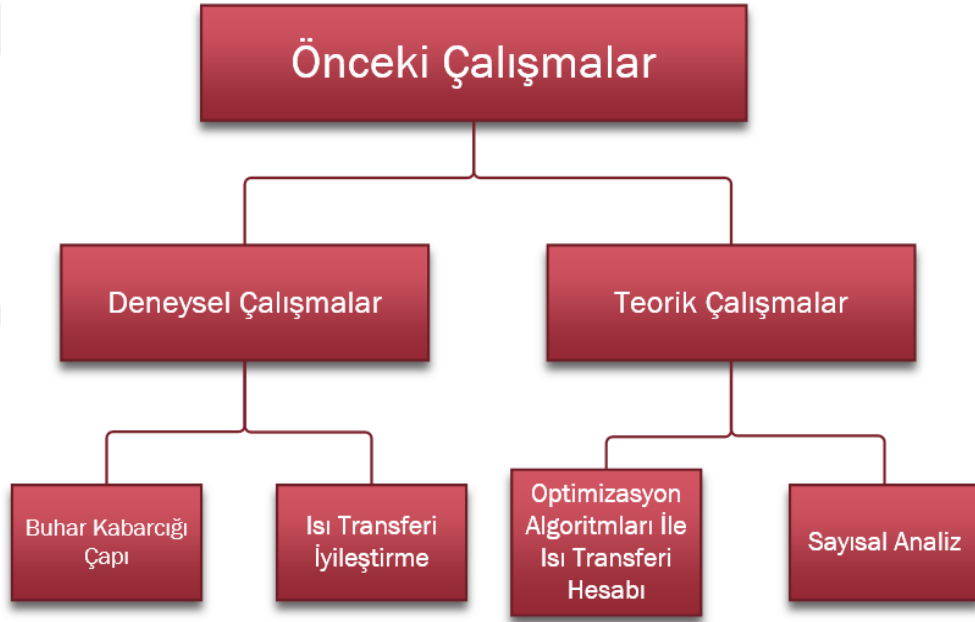 Önceki Çalışmalar
Deneysel Çalışmalar
Teorik Çalışmalar
Buhar Kabarcığı
Çapı
Isı Transferi
İyileştirme
Optimizasyon
Algoritmları İle
Isı Transferi
Hesabı
Sayısal Analiz